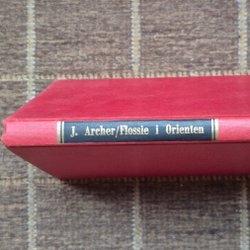 J. Archer/Flossie i Orienten